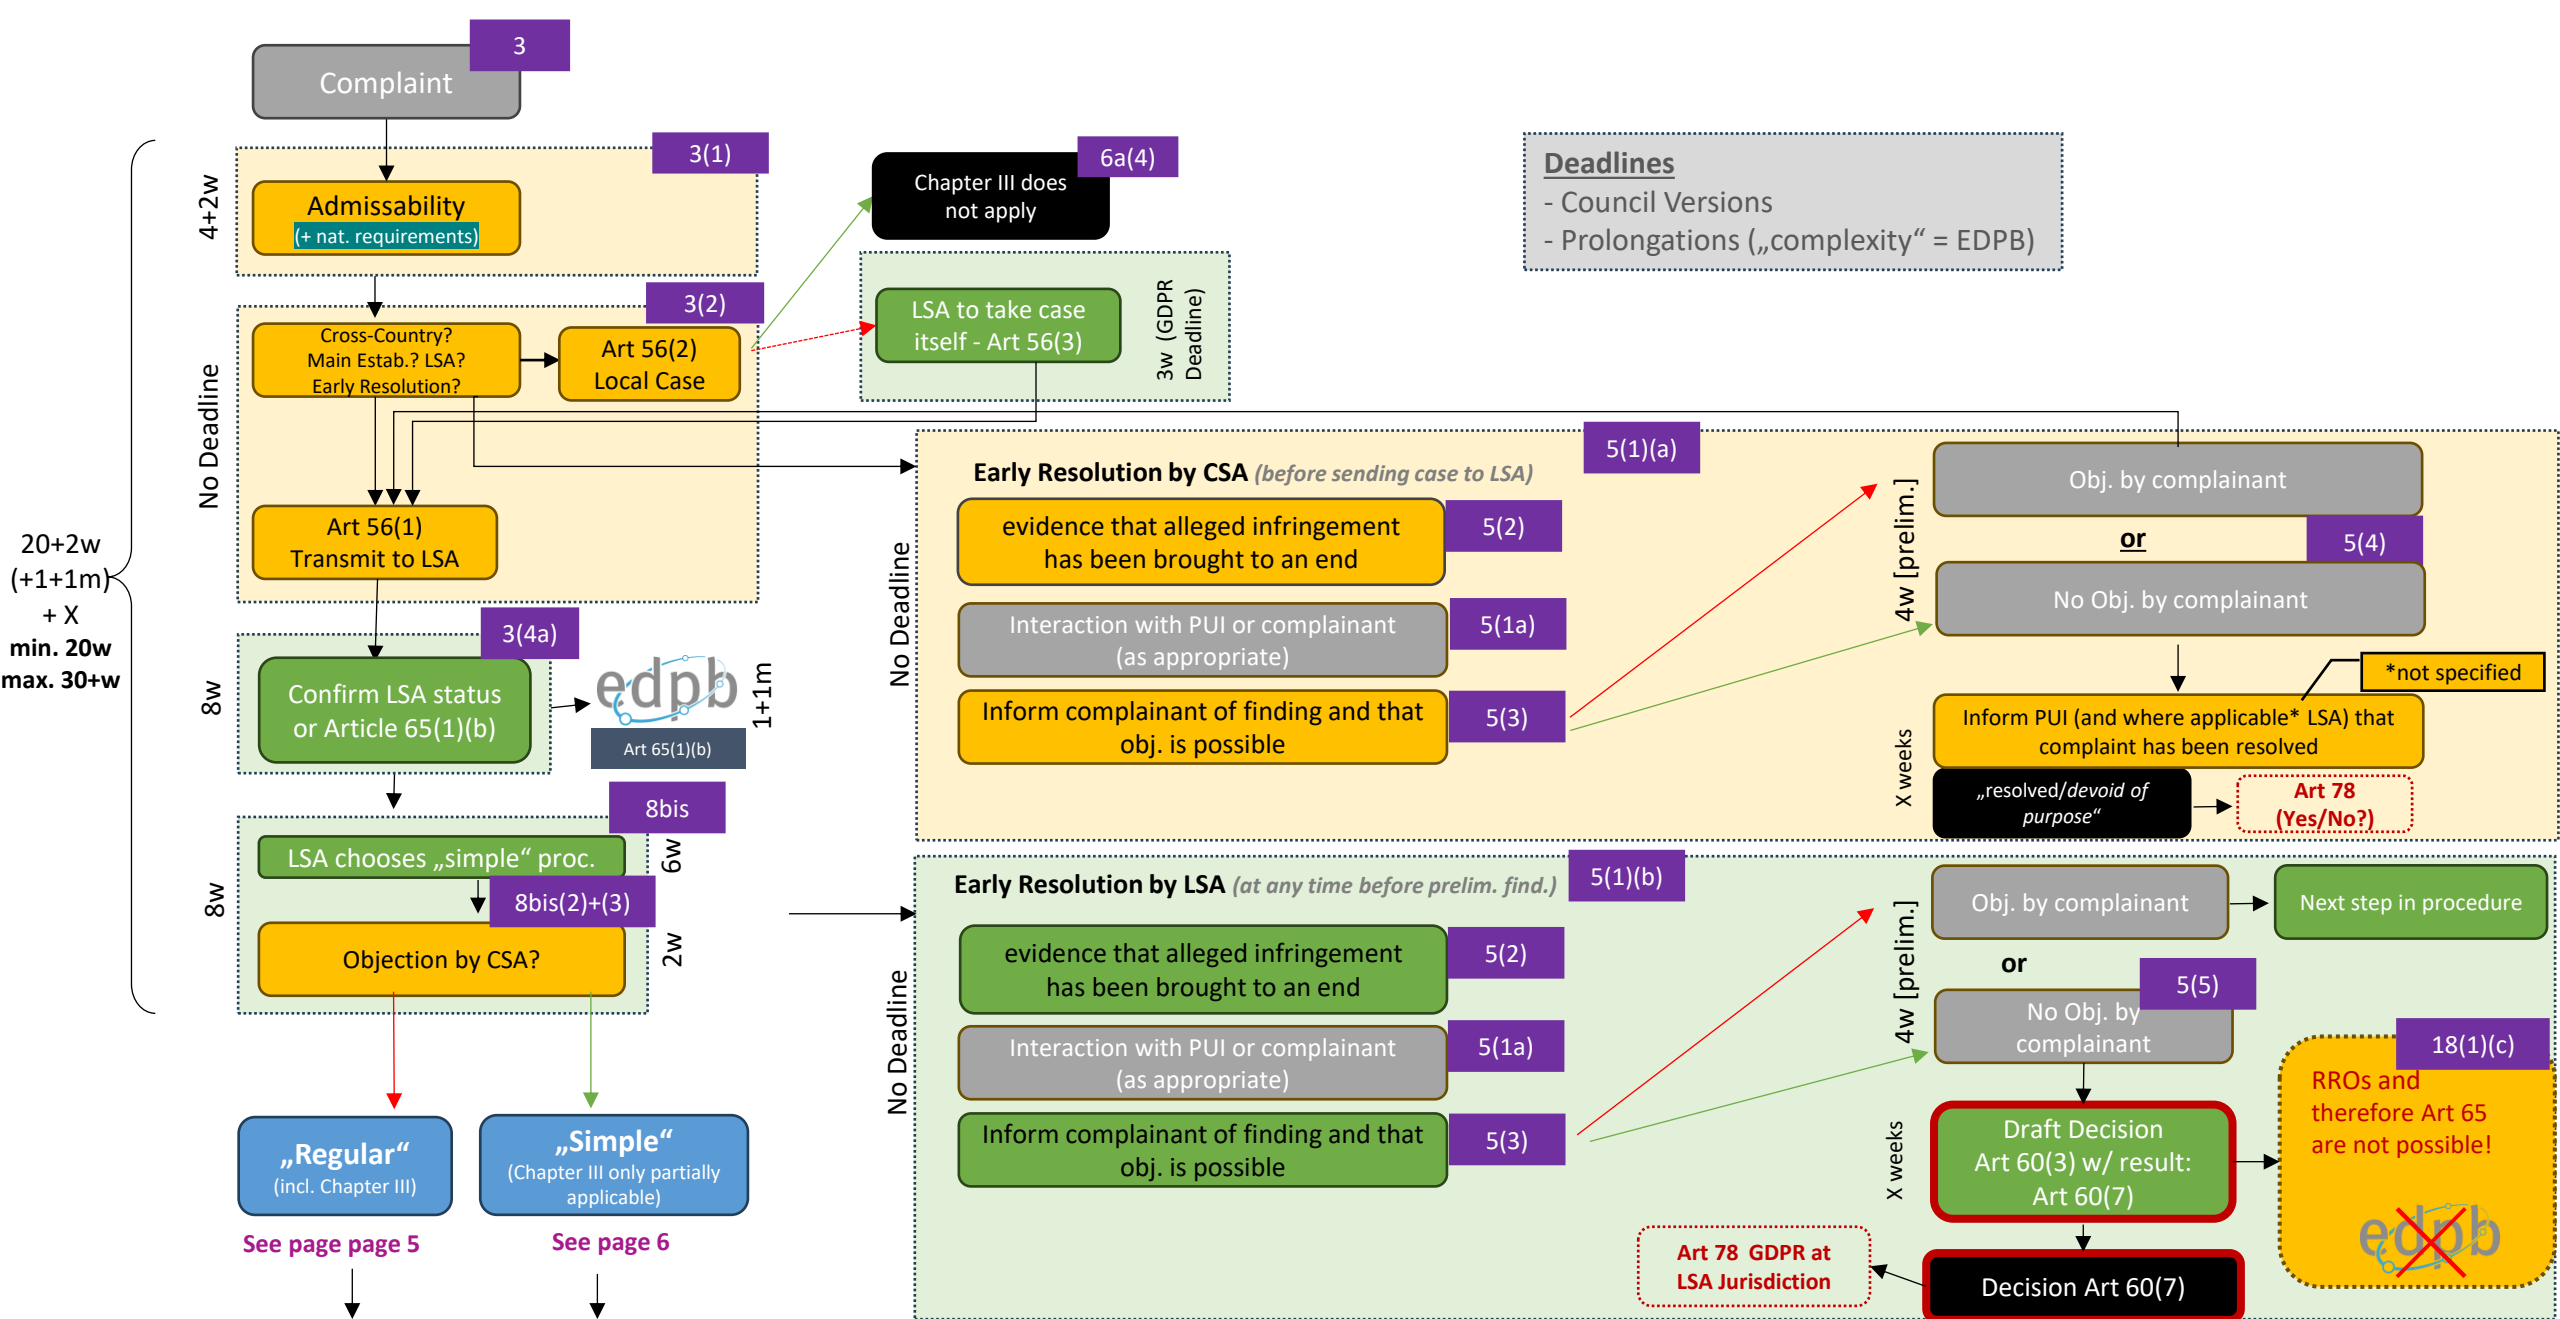 3
Complaint
3(1)
4+2w
Admissability
(+ nat. requirements)
6a(4)
Chapter III does
not apply
Deadlines
- Council Versions
- Prolongations („complexity“ = EDPB)
3(2)
No Deadline
Cross-Country?
Main Estab.? LSA?
Early Resolution?
Art 56(2)
Local Case
LSA to take case
itself - Art 56(3)
3w (GDPR
Deadline)
Art 56(1)
Transmit to LSA
20+2w
(+1+1m)
+ X
min. 20w
max. 30+w
3(4a)
8w
Confirm LSA status
or Article 65(1)(b)
edpb
Art 65(1)(b)
1+1m
8bis
8w
LSA chooses „simple“ proc.
6w
8bis(2)+(3)
Objection by CSA?
2w
„Regular“
(incl. Chapter III)
See page page 5
„Simple“
(Chapter III only partially
applicable)
See page 6
5(1)(a)
Early Resolution by CSA (before sending case to LSA)
No Deadline
evidence that alleged infringement
has been brought to an end
5(2)
Interaction with PUI or complainant
(as appropriate)
5(1a)
Inform complainant of finding and that
obj. is possible
5(3)
4w [prelim.]
Obj. by complainant
or
5(4)
No Obj. by complainant
*not specified
X weeks
Inform PUI (and where applicable* LSA) that
complaint has been resolved
„resolved/devoid of
purpose“
Art 78
(Yes/No?)
5(1)(b)
Early Resolution by LSA (at any time before prelim. find.)
No Deadline
evidence that alleged infringement
has been brought to an end
5(2)
Interaction with PUI or complainant
(as appropriate)
5(1a)
Inform complainant of finding and that
obj. is possible
5(3)
4w [prelim.]
Obj. by complainant
Next step in procedure
or
5(5)
No Obj. by
complainant
X weeks
Draft Decision
Art 60(3) w/ result:
Art 60(7)
18(1)(c)
RROs and
therefore Art 65
are not possible!
edpb
Art 78 GDPR at
LSA Jurisdiction
Decision Art 60(7)